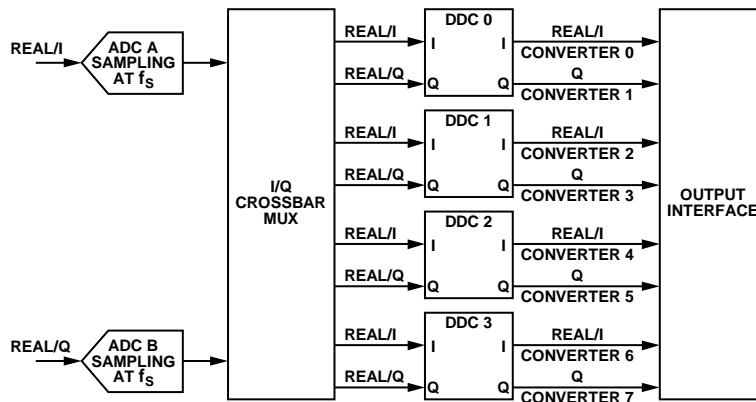 REAL/I
ADC A
SAMPLING
AT fS
REAL/Q
ADC B
SAMPLING
AT fS
I/Q
CROSSBAR
MUX
REAL/I
REAL/Q
DDC 0
I
I
Q
Q
REAL/I
CONVERTER 0
Q
CONVERTER 1
REAL/I
REAL/Q
DDC 1
I
I
Q
Q
REAL/I
CONVERTER 2
Q
CONVERTER 3
REAL/I
REAL/Q
DDC 2
I
I
Q
Q
REAL/I
CONVERTER 4
Q
CONVERTER 5
REAL/I
REAL/Q
DDC 3
I
I
Q
Q
REAL/I
CONVERTER 6
Q
CONVERTER 7
OUTPUT
INTERFACE